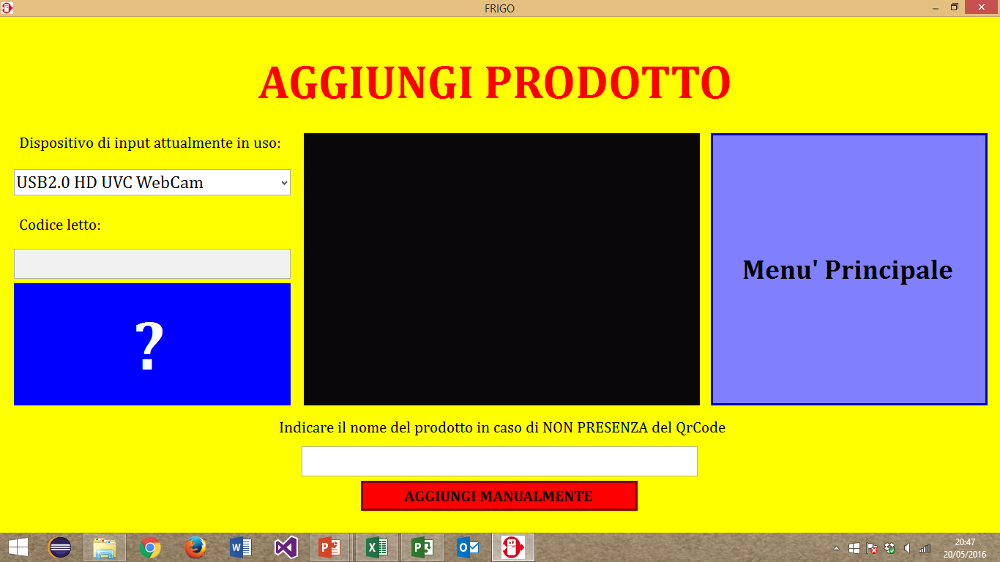 FRIGO
AGGIUNGI PRODOTTO
Dispositivo di input attualmente in uso:
USB2.0 HD UVC WebCam
Codice letto:
?
Menu' Principale
Indicare il nome del prodotto in caso di NON PRESENZA del QrCode
AGGIUNGI MANUALMENTE
20:47
20/05/2016